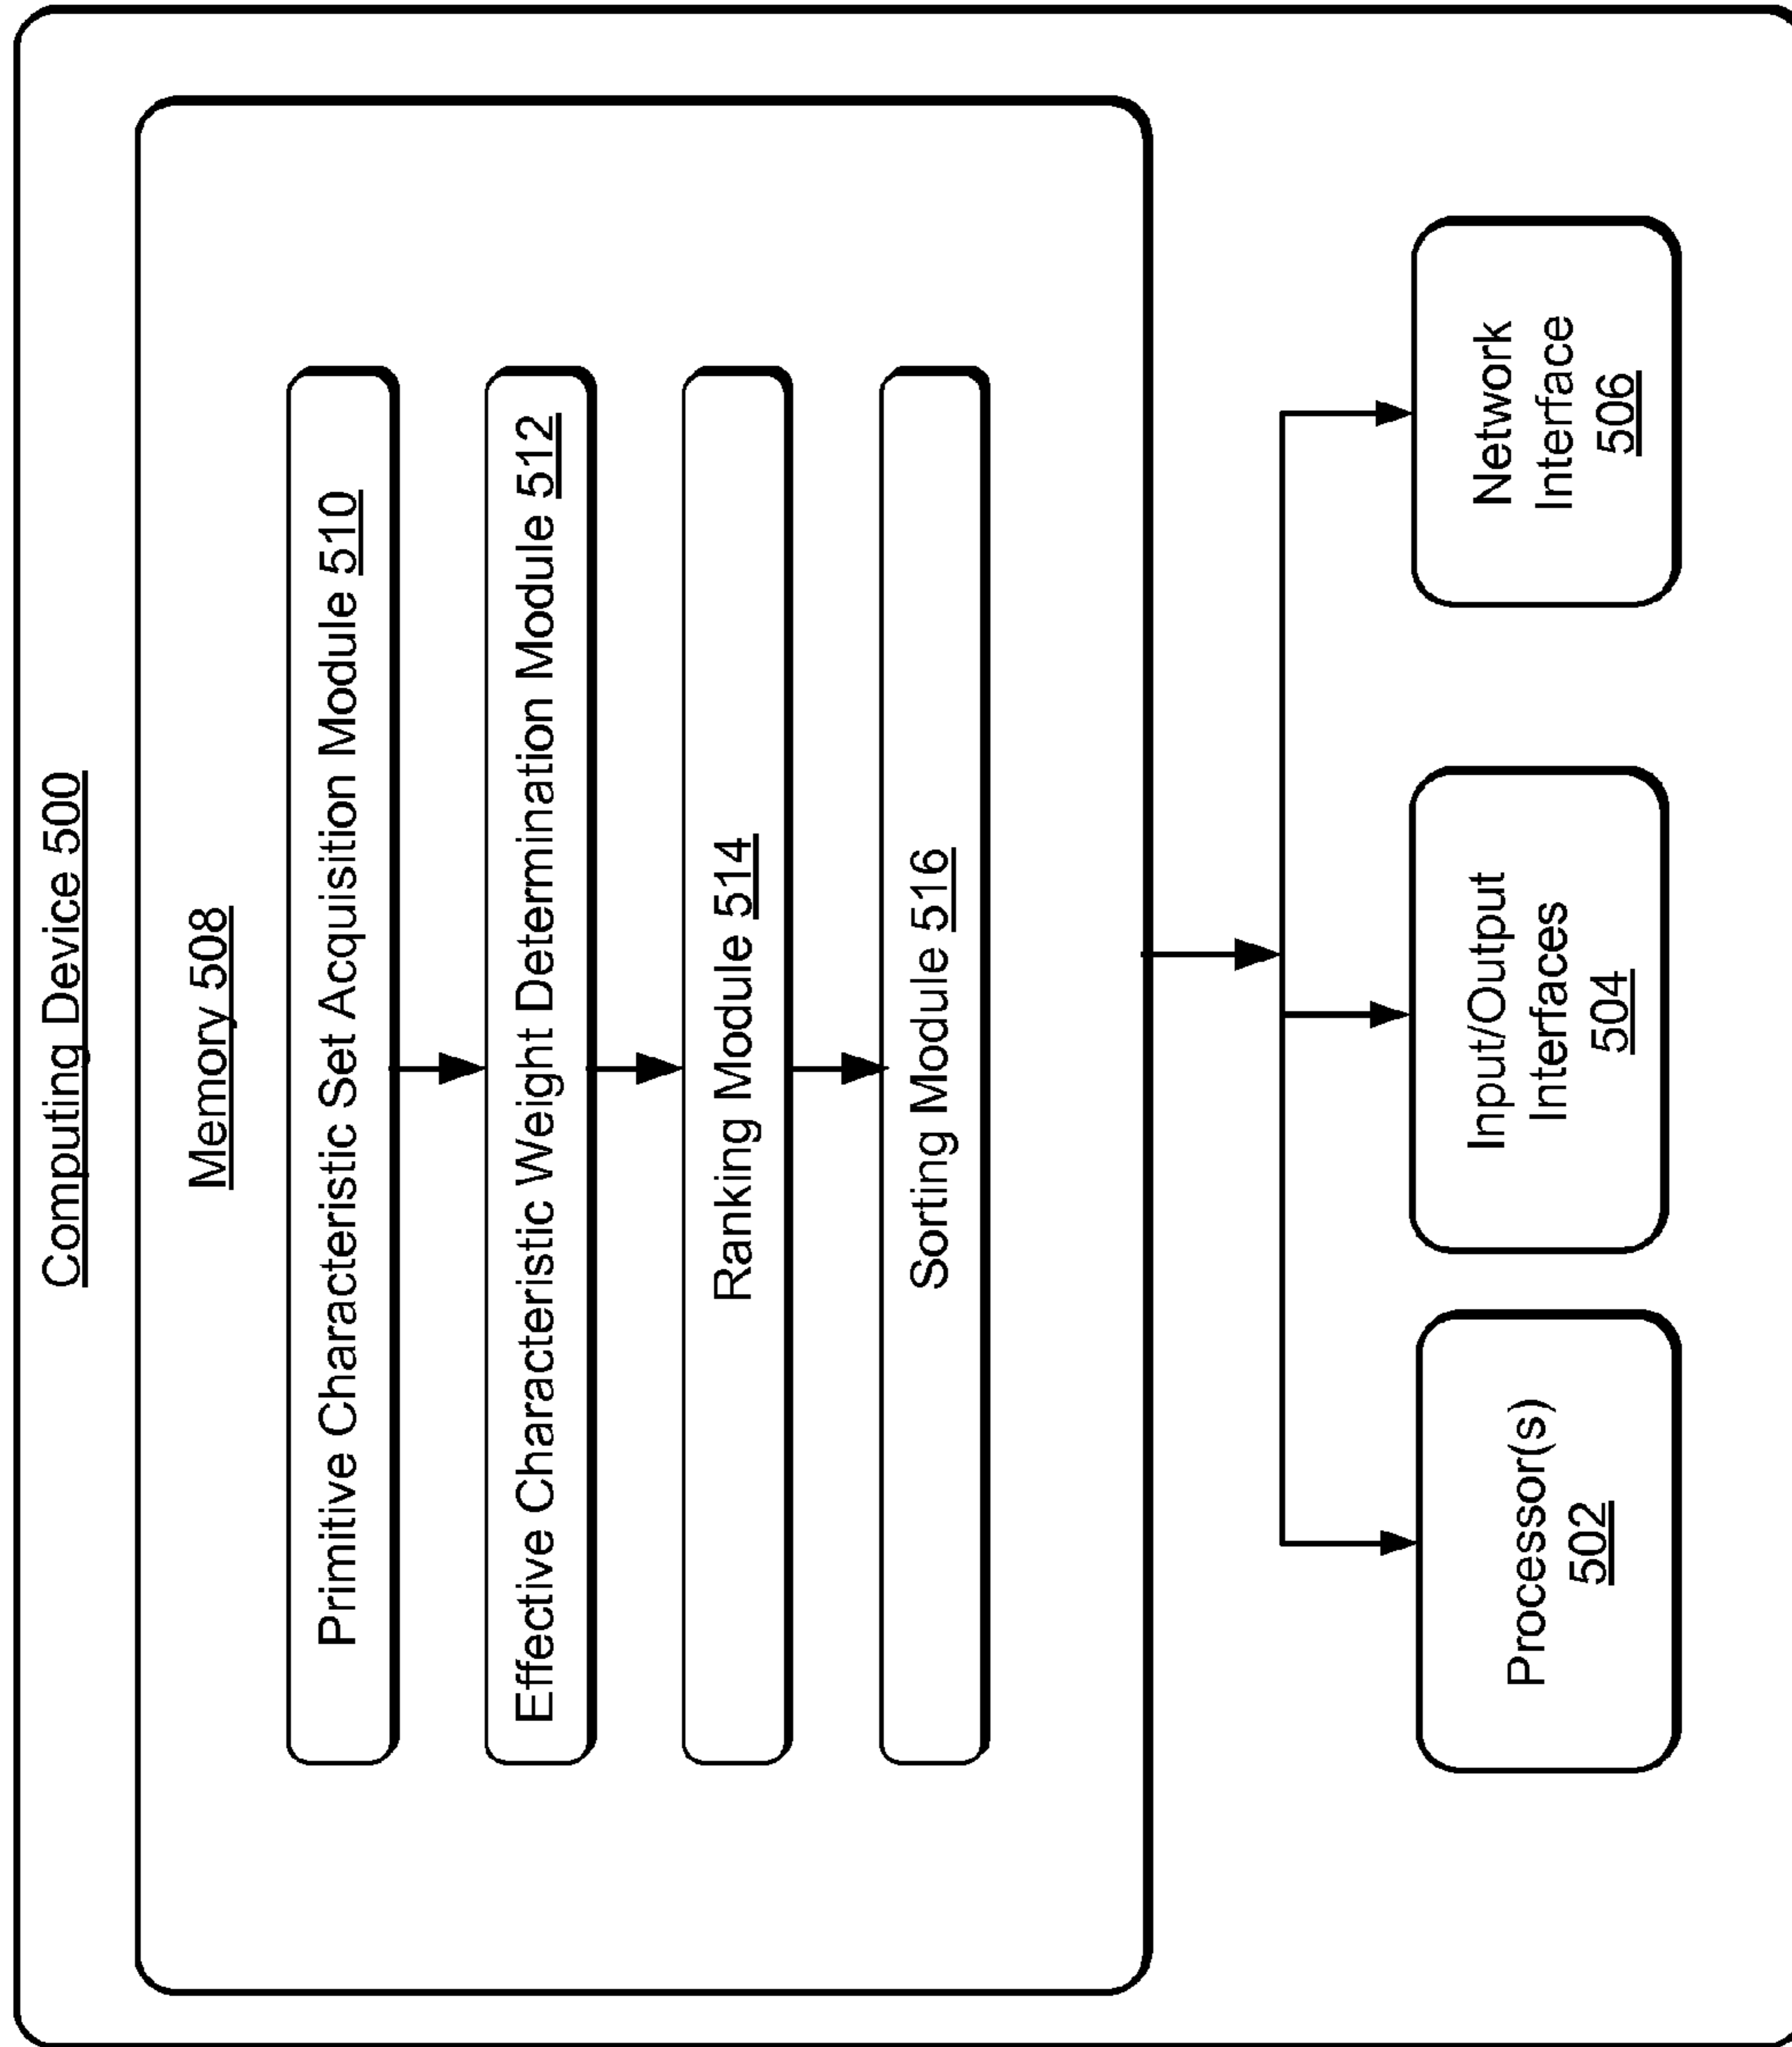 Computing Device 500
Memory 508
Primitive Characteristic Set Acquisition Module 510
Effective Characteristic Weight Determination Module 512
Ranking Module 514
Sorting Module 516
Processor(s)
502
Input/Output
Interfaces
504
Network
Interface
506